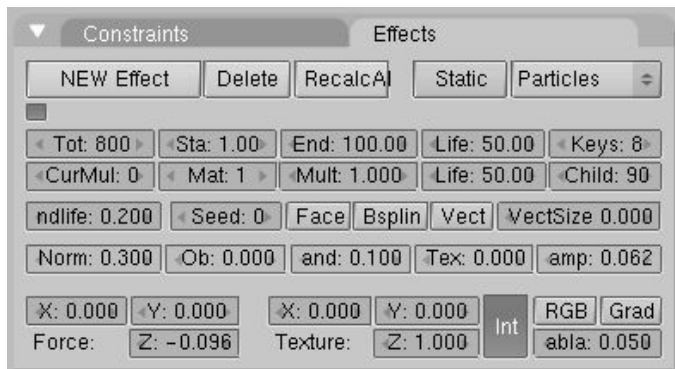 Constraints Effects
NEW Effect Delete RecalcAl Static Particles
Tot: 800 Sta: 1.00 End: 100.00 Life: 50.00 Keys: 8
CurMul: 0 Mat: 1 Mult: 1.000 Life: 50.00 Child: 90
ndlife: 0.200 Seed: 0 Face Bsplin Vect VectSize 0.000
Norm: 0.300 Ob: 0.000 and: 0.100 Tex: 0.000 amp: 0.062
X: 0.000 Y: 0.000 X: 0.000 Y: 0.000 Int RGB Grad
Force: Z: -0.096 Texture: Z: 1.000 abla: 0.050